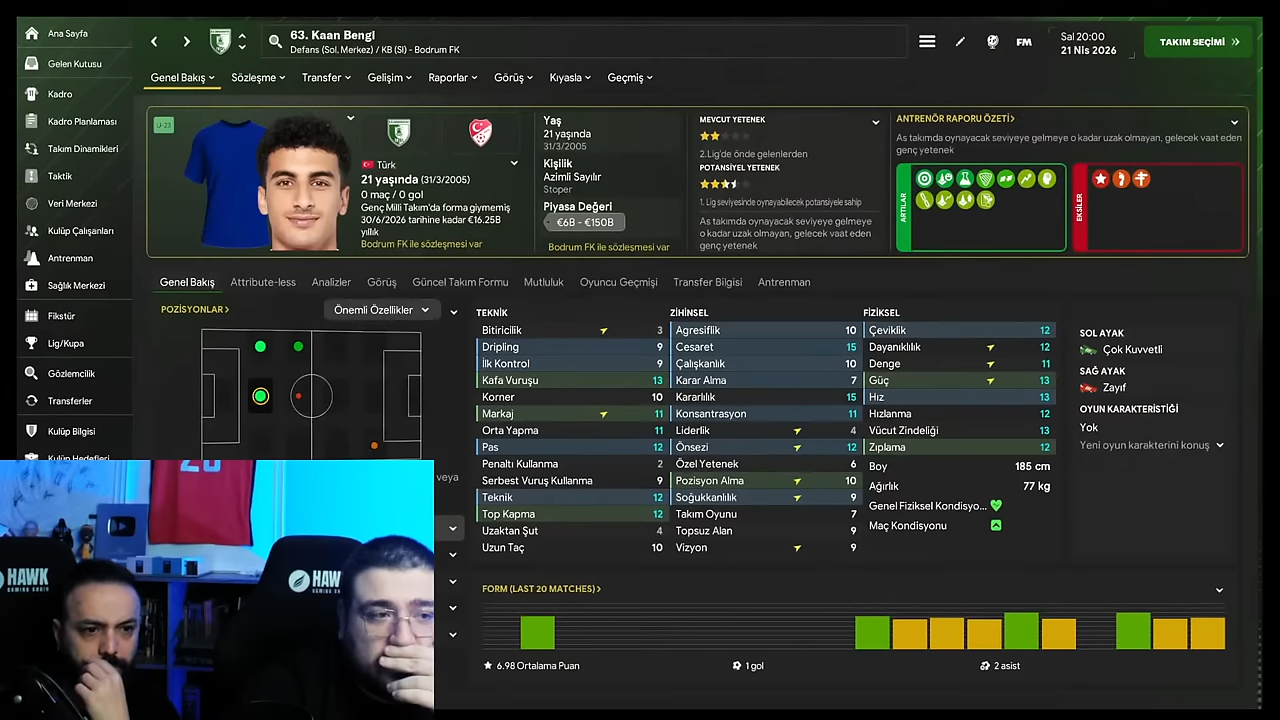 Ana Sayfa
Gelen Kutusu
Kadro
Kadro Planlaması
Takım Dinamikleri
Taktik
Veri Merkezi
Kulüp Çalışanları
Antrenman
Sağlık Merkezi
Fikstür
Lig/Kupa
Gözlemcilik
Transferler
Kulüp Bilgisi
Kulüp Hedefleri
63. Kaan Bengi
Defans (Sol, Merkez) / KB (Sl) - Bodrum FK
FM
Sal 20:00
21 Nis 2026
TAKIM SEÇİMİ
Genel Bakış
Sözleşme
Transfer
Gelişim
Raporlar
Görüş
Kıyasla
Geçmiş
U-23
Türk
21 yaşında (31/3/2005)
0 maç / 0 gol
Genç Milli Takım'da forma giymemiş
30/6/2026 tarihine kadar €16.25B
yıllık
Bodrum FK ile sözleşmesi var
Yaş
21 yaşında
31/3/2005
Kişilik
Azimli Sayılır
Stoper
Piyasa Değeri
€6B - €150B
Bodrum FK ile sözleşmesi var
MEVCUT YETENEK
2.Lig'de önde gelenlerden
POTANSİYEL YETENEK
1. Lig seviyesinde oynayabilecek potansiyele sahip
As takımda oynayacak seviyeye gelmeye
o kadar uzak olmayan, gelecek vaat eden
genç yetenek
ANTRENÖR RAPORU ÖZETİ
As takımda oynayacak seviyeye gelmeye o kadar uzak olmayan, gelecek vaat eden
genç yetenek
ARTILAR
EKSİLER
Genel Bakış
Attribute-less
Analizler
Görüş
Güncel Takım Formu
Mutluluk
Oyuncu Geçmişi
Transfer Bilgisi
Antrenman
POZİSYONLAR
Önemli Özellikler
veya
TEKNİK
Bitiricilik 3
Dripling 9
İlk Kontrol 9
Kafa Vuruşu 13
Korner 10
Markaj 11
Orta Yapma 11
Pas 12
Penaltı Kullanma 2
Serbest Vuruş Kullanma 9
Teknik 12
Top Kapma 12
Uzaktan Şut 4
Uzun Taç 10
ZİHİNSEL
Agresiflik 10
Cesaret 15
Çalışkanlık 10
Karar Alma 7
Kararlılık 15
Konsantrasyon 11
Liderlik 4
Önsezi 12
Özel Yetenek 6
Pozisyon Alma 10
Soğukkanlılık 9
Takım Oyunu 7
Topsuz Alan 9
Vizyon 9
FİZİKSEL
Çeviklik 12
Dayanıklılık 12
Denge 11
Güç 13
Hız 13
Hızlanma 12
Vücut Zindeliği 13
Zıplama 12
Boy 185 cm
Ağırlık 77 kg
Genel Fiziksel Kondisyo...
Maç Kondisyonu
SOL AYAK
Çok Kuvvetli
SAĞ AYAK
Zayıf
OYUN KARAKTERİSTİĞİ
Yok
Yeni oyun karakterini konuş
FORM (LAST 20 MATCHES)
6.98 Ortalama Puan
1 gol
2 asist
HAWK
GAMING CHAIR
HAW
GAMING CHAIR